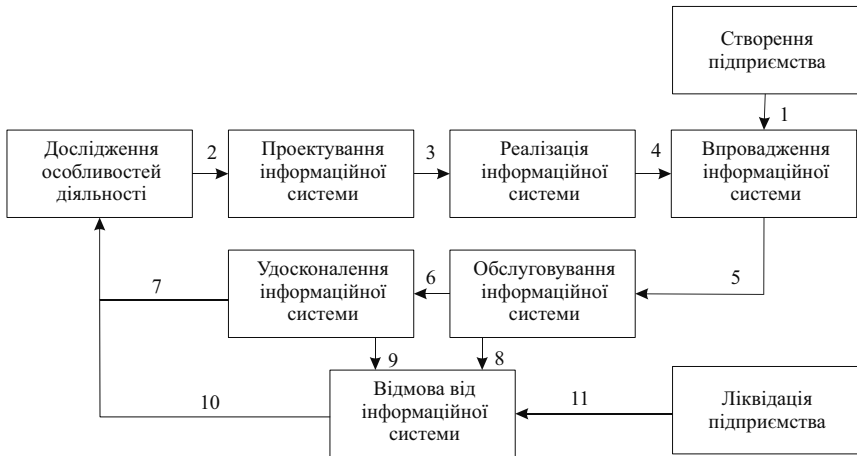 Створення
підприємства
1
Дослідження
особливостей
діяльності
2
Проектування
інформаційної
системи
3
Реалізація
інформаційної
системи
4
Впровадження
інформаційної
системи
5
Обслуговування
інформаційної
системи
6
Удосконалення
інформаційної
системи
7
8
9
Відмова від
інформаційної
системи
10
11
Ліквідація
підприємства